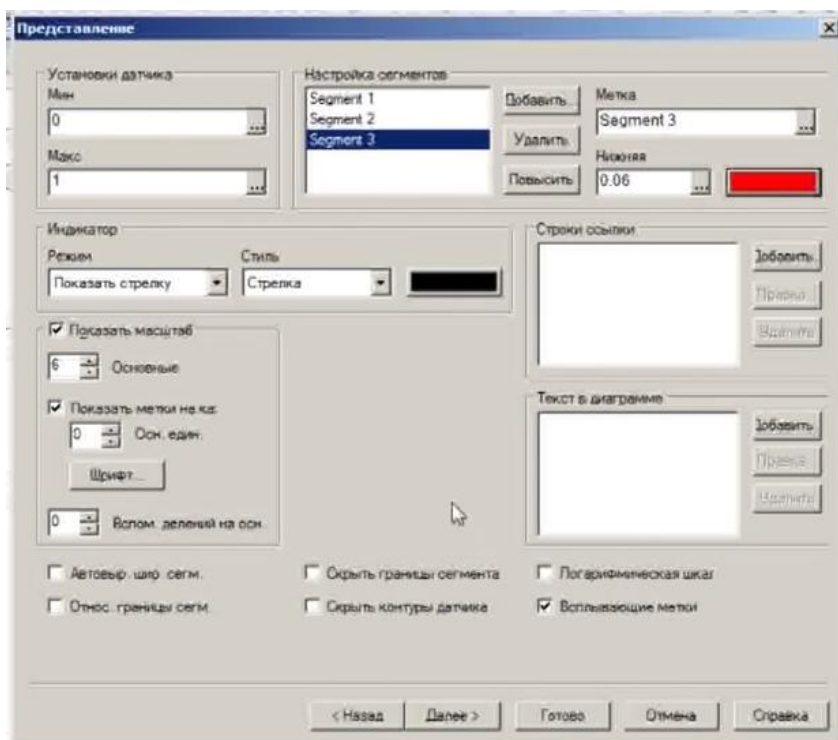 Представление
Установки датчика
Мин
0
...
Макс
1
...
Настройка сегментов
Segment 1
Segment 2
Segment 3
Добавить...
Удалить
Повысить
Метка
Segment 3
...
Нижняя
0.06
...
Индикатор
Режим
Показать стрелку
Стиль
Стрелка
Строки ссылки
Добавить...
Правка...
Удалить
Показать масштаб
6
Основные
Показать метки на ка
0
Осн. един.
Шрифт...
0
Вспом. делений на осн.
Текст в диаграмме
Добавить
Правка...
Удалить
Автовыр. шир. сегм.
Скрыть границы сегмента
Логарифмическая шкал
Относ. границы сегм.
Скрыть контуры датчика
Всплывающие метки
< Назад
Далее >
Готово
Отмена
Справка